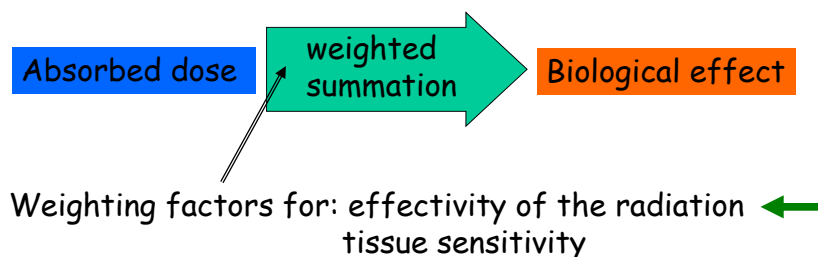 Absorbed dose
weighted
summation
Biological effect
Weighting factors for: effectivity of the radiation
tissue sensitivity